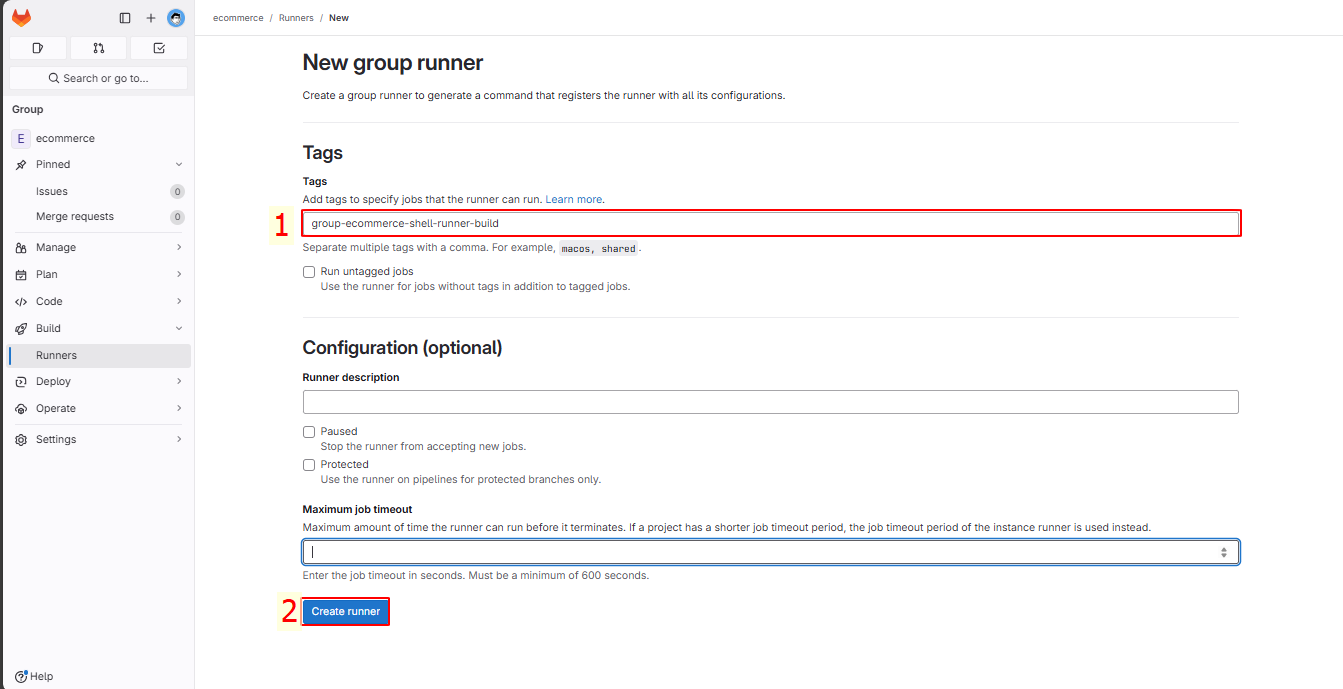 ecommerce / Runners / New
Search or go to...
Group
E ecommerce
Pinned
Issues 0
Merge requests 0
Manage
Plan
Code
Build
Runners
Deploy
Operate
Settings
Help
New group runner
Create a group runner to generate a command that registers the runner with all its configurations.
Tags
Tags
Add tags to specify jobs that the runner can run. Learn more.
1 group-ecommerce-shell-runner-build
Separate multiple tags with a comma. For example, macos, shared.
Run untagged jobs
Use the runner for jobs without tags in addition to tagged jobs.
Configuration (optional)
Runner description
Paused
Stop the runner from accepting new jobs.
Protected
Use the runner on pipelines for protected branches only.
Maximum job timeout
Maximum amount of time the runner can run before it terminates. If a project has a shorter job timeout period, the job timeout period of the instance runner is used instead.
Enter the job timeout in seconds. Must be a minimum of 600 seconds.
2 Create runner